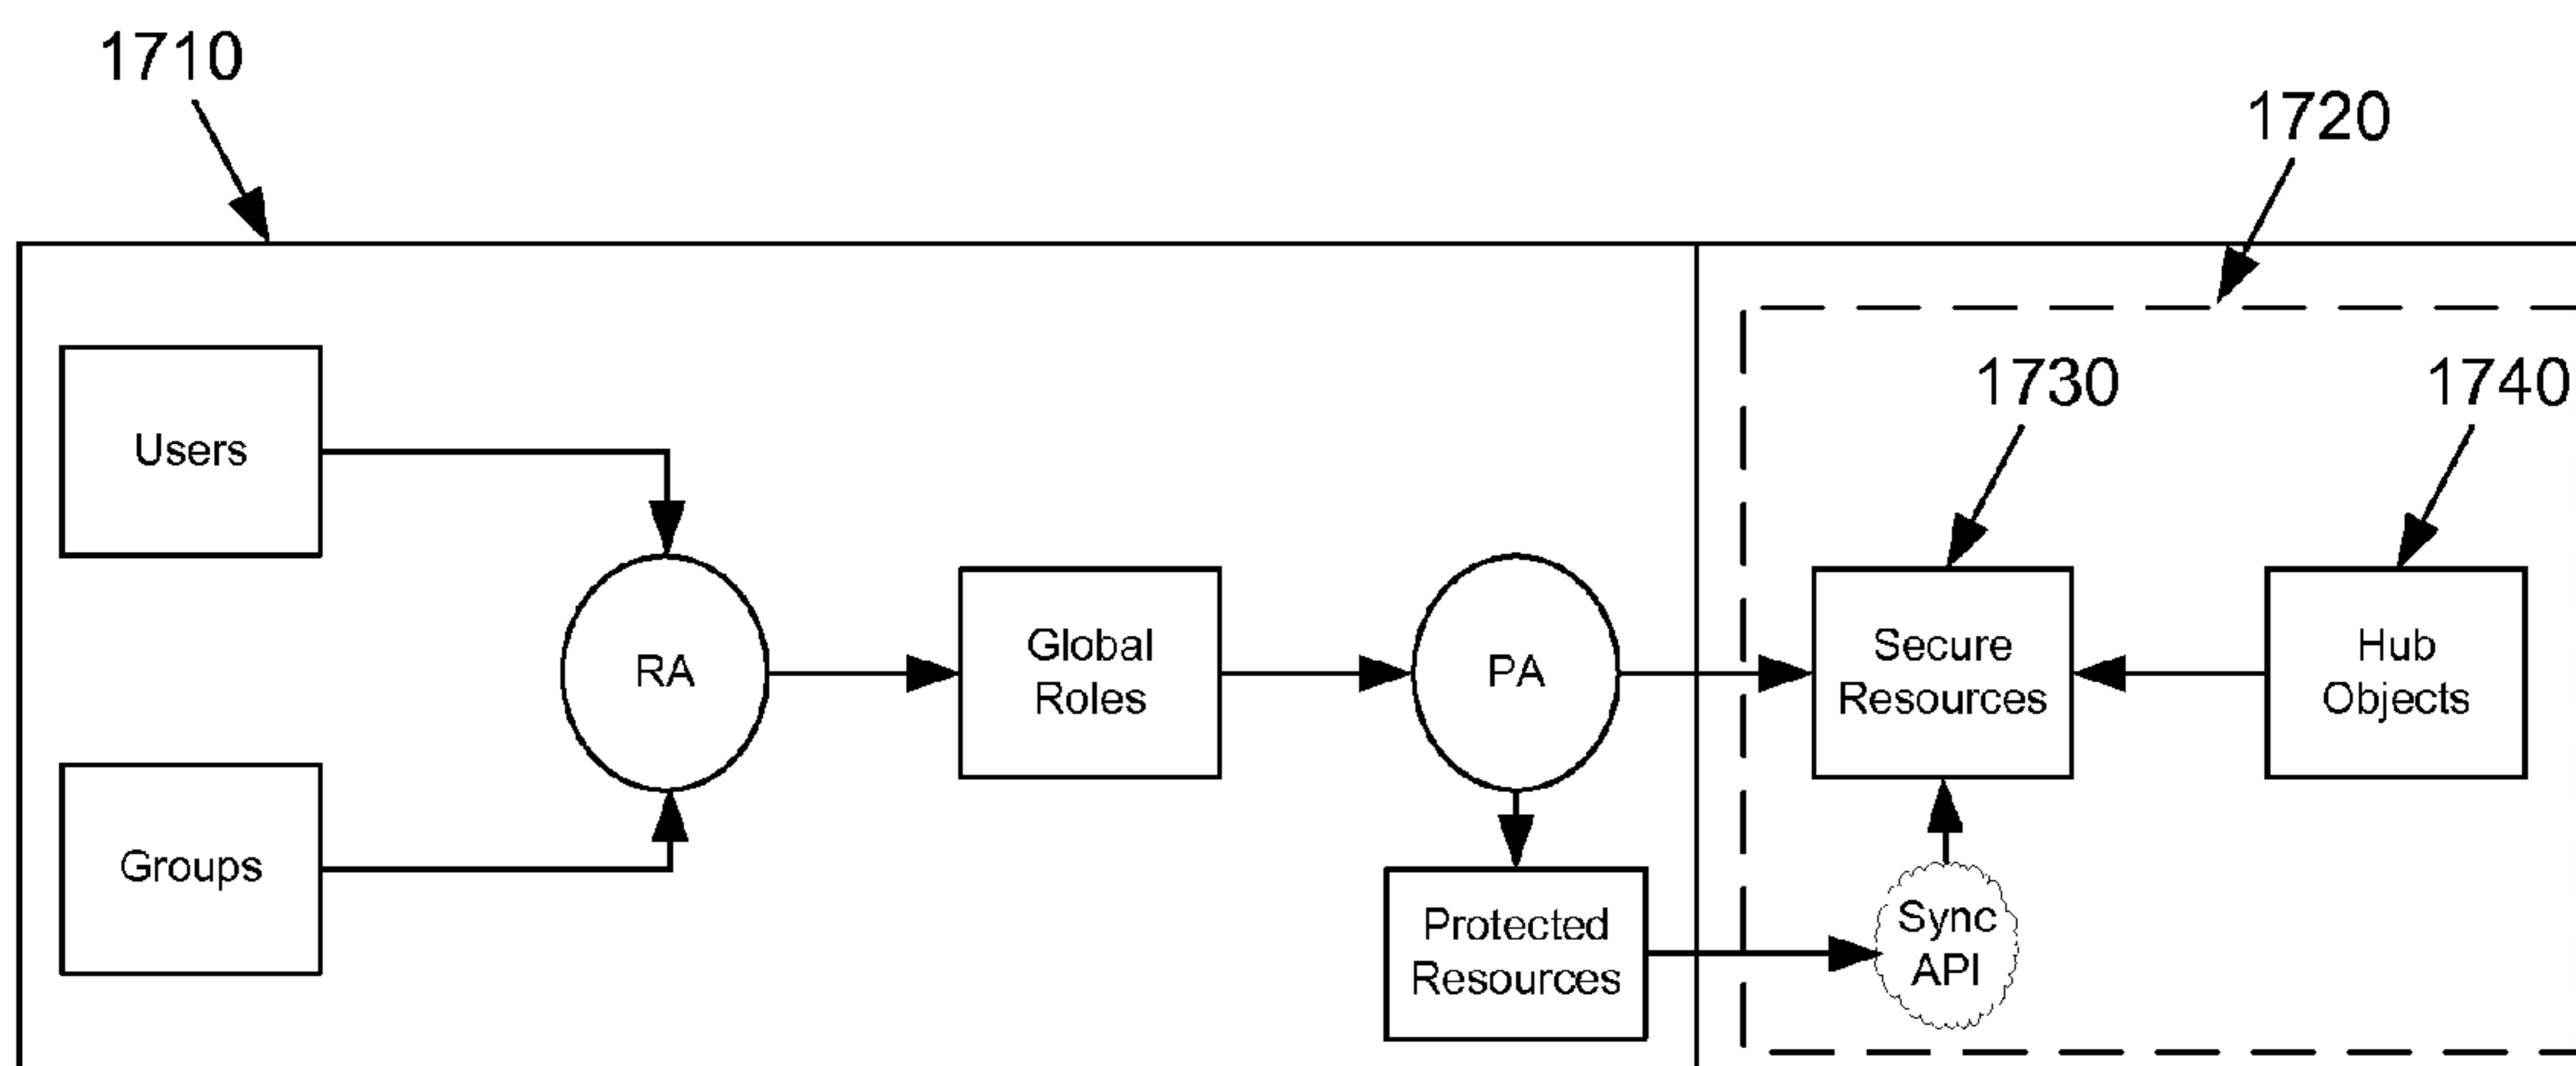 1710
1720
1730
1740
Users
RA
Global
Roles
PA
Secure
Resources
Hub
Objects
Groups
Protected
Resources
Sync
API